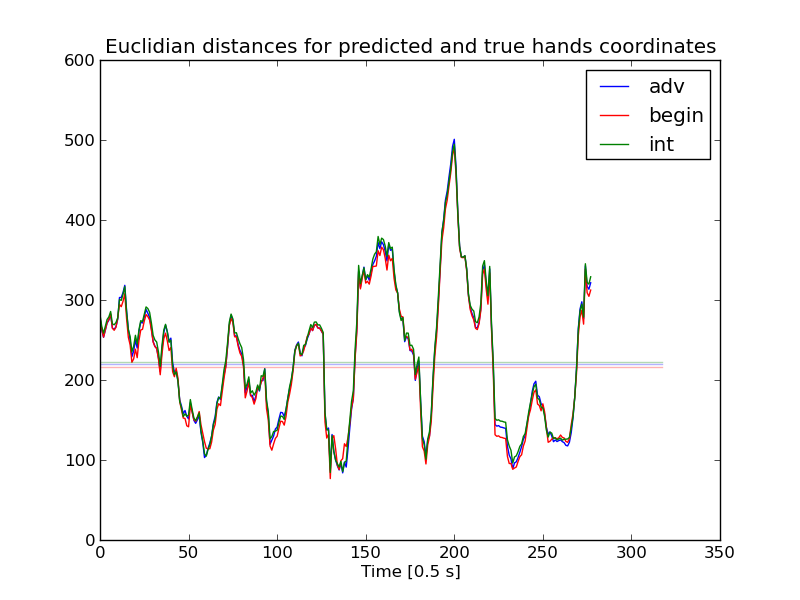 Euclidian distances for predicted and true hands coordinates
600
500
400
300
200
100
0
adv
begin
int
0 50 100 150 200 250 300 350
Time [0.5 s]